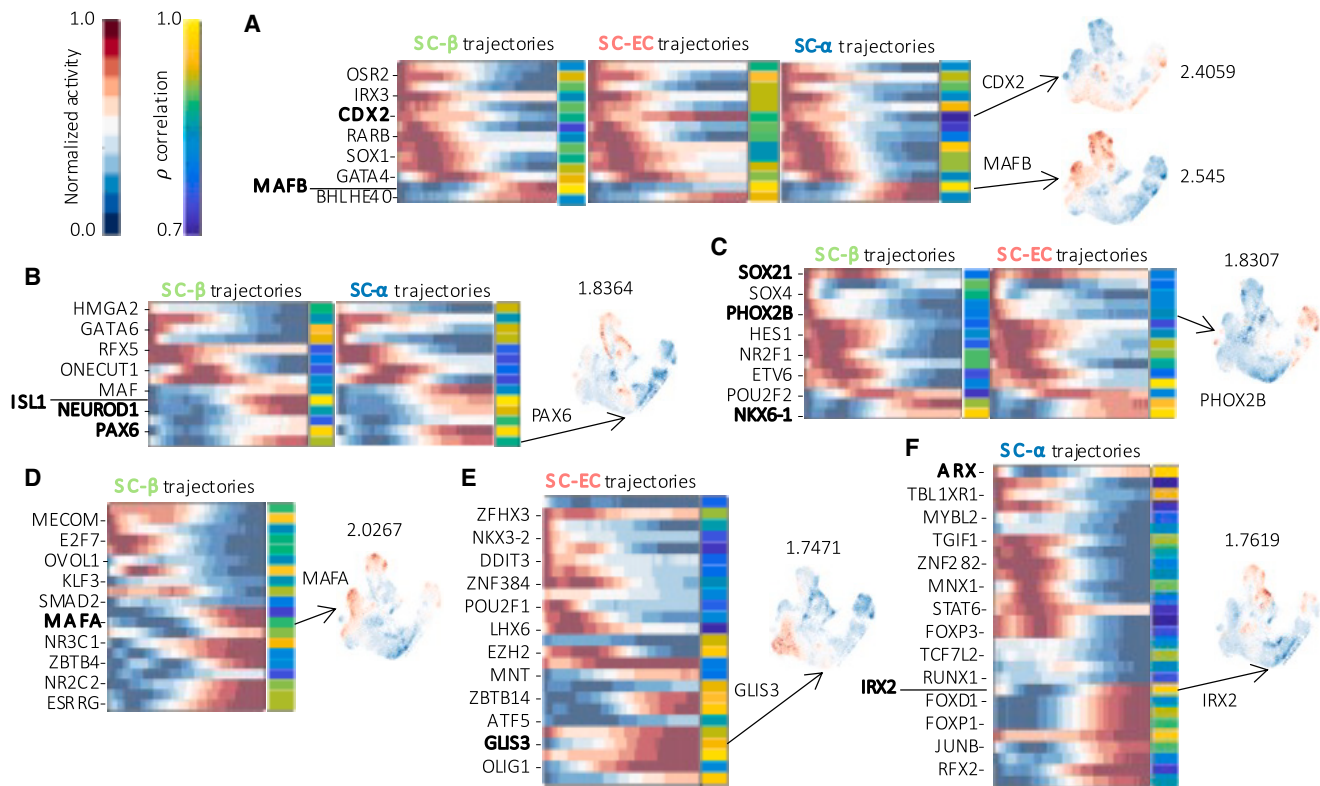 1.0
0.0
Normalized activity
1.0
0.7
ρ correlation
A
SC-β trajectories
SC-EC trajectories
SC-α trajectories
OSR2
IRX3
CDX2
RARB
SOX1
GATA4
MAFB
BHLHE40
CDX2
2.4059
MAFB
2.545
B
SC-β trajectories
SC-α trajectories
HMGA2
GATA6
RFX5
ONECUT1
MAF
ISL1
NEUROD1
PAX6
1.8364
PAX6
C
SC-β trajectories
SC-EC trajectories
SOX21
SOX4
PHOX2B
HES1
NR2F1
ETV6
POU2F2
NKX6-1
1.8307
PHOX2B
D
SC-β trajectories
MECOM
E2F7
OVOL1
KLF3
SMAD2
MAFA
NR3C1
ZBTB4
NR2C2
ESRRG
2.0267
MAFA
E
SC-EC trajectories
ZFHX3
NKX3-2
DDIT3
ZNF384
POU2F1
LHX6
EZH2
MNT
ZBTB14
ATF5
GLIS3
OLIG1
1.7471
GLIS3
F
SC-α trajectories
ARX
TBL1XR1
MYBL2
TGIF1
ZNF282
MNX1
STAT6
FOXP3
TCF7L2
RUNX1
IRX2
FOXD1
FOXP1
JUNB
RFX2
1.7619
IRX2